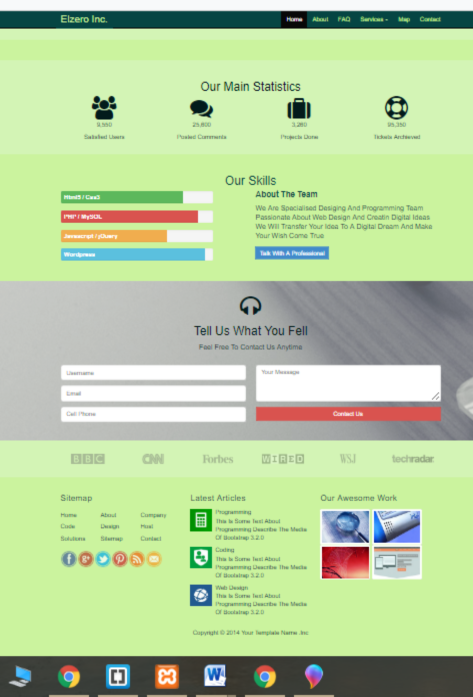 Elzero Inc.
Home About FAQ Services Map Contact
Our Main Statistics
9,550 25,800 3,280 95,350
Satisfied Users Posted Comments Projects Done Tickets Archieved
Our Skills
Html5 / Css3
PHP / MySQL
Javascript / jQuery
Wordpress
About The Team
We Are Specialised Desiging And Programming Team
Passionate About Web Design And Creatin Digital Ideas
We Will Transfer Your Idea To A Digital Dream And Make
Your Wish Come True
Talk With A Professional
Tell Us What You Fell
Feel Free To Contact Us Anytime
Username
Email
Cell Phone
Your Message
Contact Us
BBC CNN Forbes WIRED WSJ techradar
Sitemap
Home About Company
Code Design Host
Solutions Sitemap Contact
Latest Articles
Programming
This Is Some Text About
Programming Describe The Media
Of Bootstrap 3.2.0
Coding
This Is Some Text About
Programming Describe The Media
Of Bootstrap 3.2.0
Web Design
This Is Some Text About
Programming Describe The Media
Of Bootstrap 3.2.0
Our Awesome Work
Copyright © 2014 Your Template Name .Inc